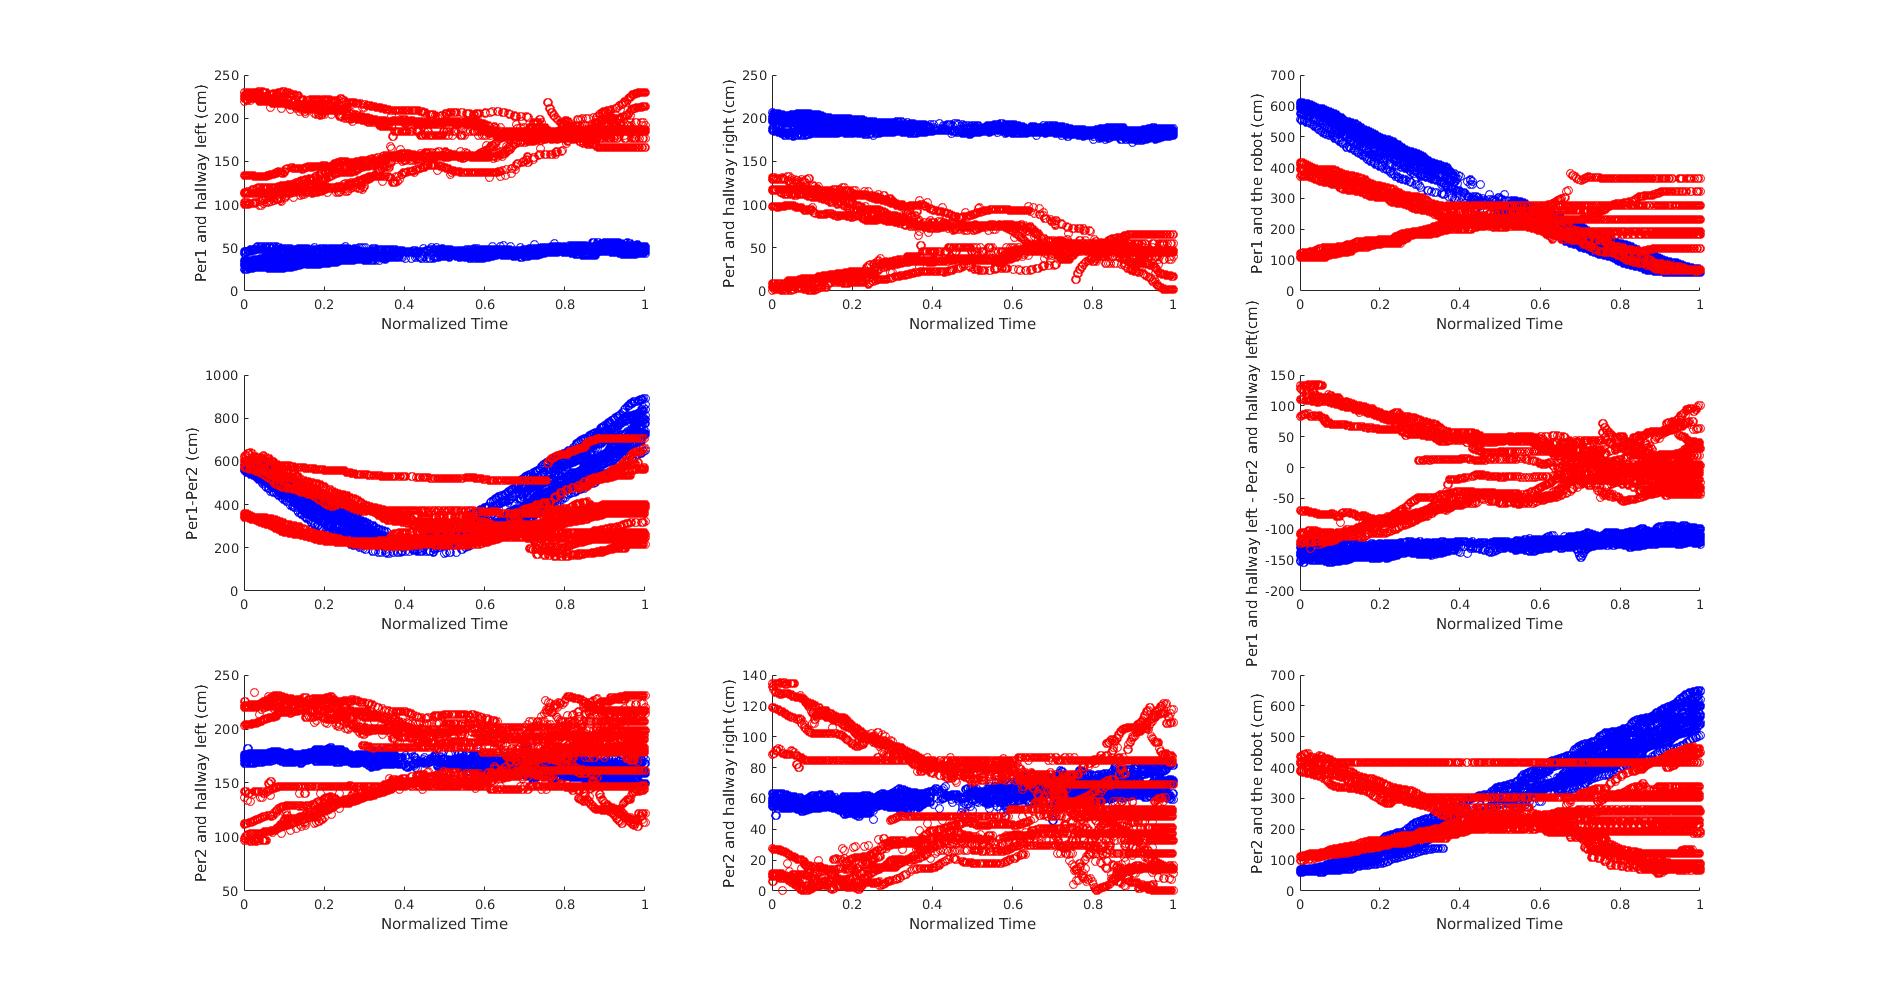 Per1 and hallway left (cm)
250
200
150
100
50
0
0 0.2 0.4 0.6 0.8 1
Normalized Time
Per1 and hallway right (cm)
250
200
150
100
50
0
0 0.2 0.4 0.6 0.8 1
Normalized Time
Per1 and the robot (cm)
700
600
500
400
300
200
100
0
0 0.2 0.4 0.6 0.8 1
Normalized Time
Per1-Per2 (cm)
1000
800
600
400
200
0
0 0.2 0.4 0.6 0.8 1
Normalized Time
Per1 and hallway left - Per2 and hallway left(cm)
150
100
50
0
-50
-100
-150
-200
0 0.2 0.4 0.6 0.8 1
Normalized Time
Per2 and hallway left (cm)
250
200
150
100
50
0 0.2 0.4 0.6 0.8 1
Normalized Time
Per2 and hallway right (cm)
140
120
100
80
60
40
20
0
0 0.2 0.4 0.6 0.8 1
Normalized Time
Per2 and the robot (cm)
700
600
500
400
300
200
100
0
0 0.2 0.4 0.6 0.8 1
Normalized Time